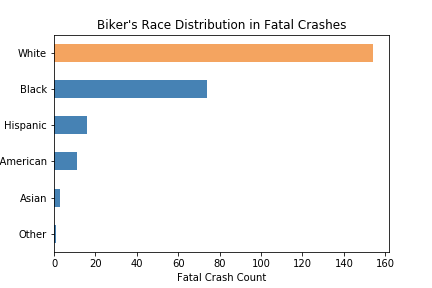 Biker's Race Distribution in Fatal Crashes
White
Black
Hispanic
American
Asian
Other
0 20 40 60 80 100 120 140 160
Fatal Crash Count